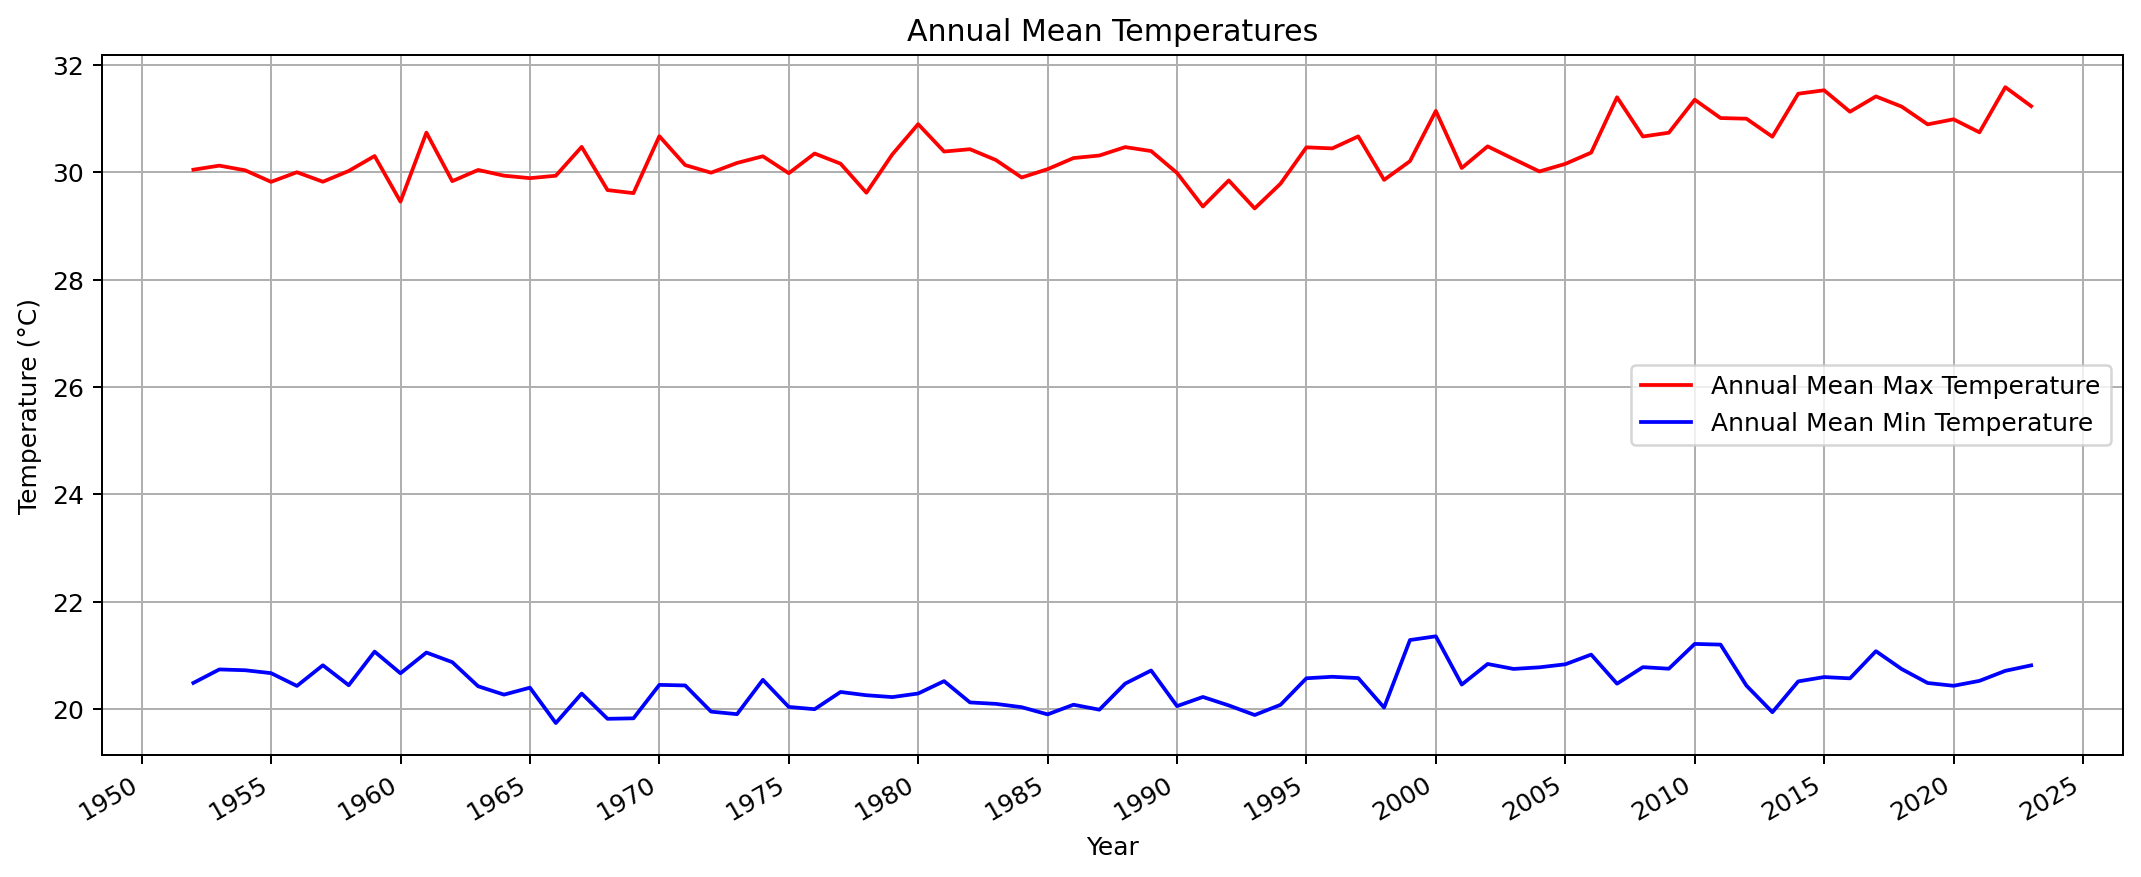 Annual Mean Temperatures
32
30
28
26
24
22
20
Temperature (°C)
Annual Mean Max Temperature
Annual Mean Min Temperature
1950 1955 1960 1965 1970 1975 1980 1985 1990 1995 2000 2005 2010 2015 2020 2025
Year